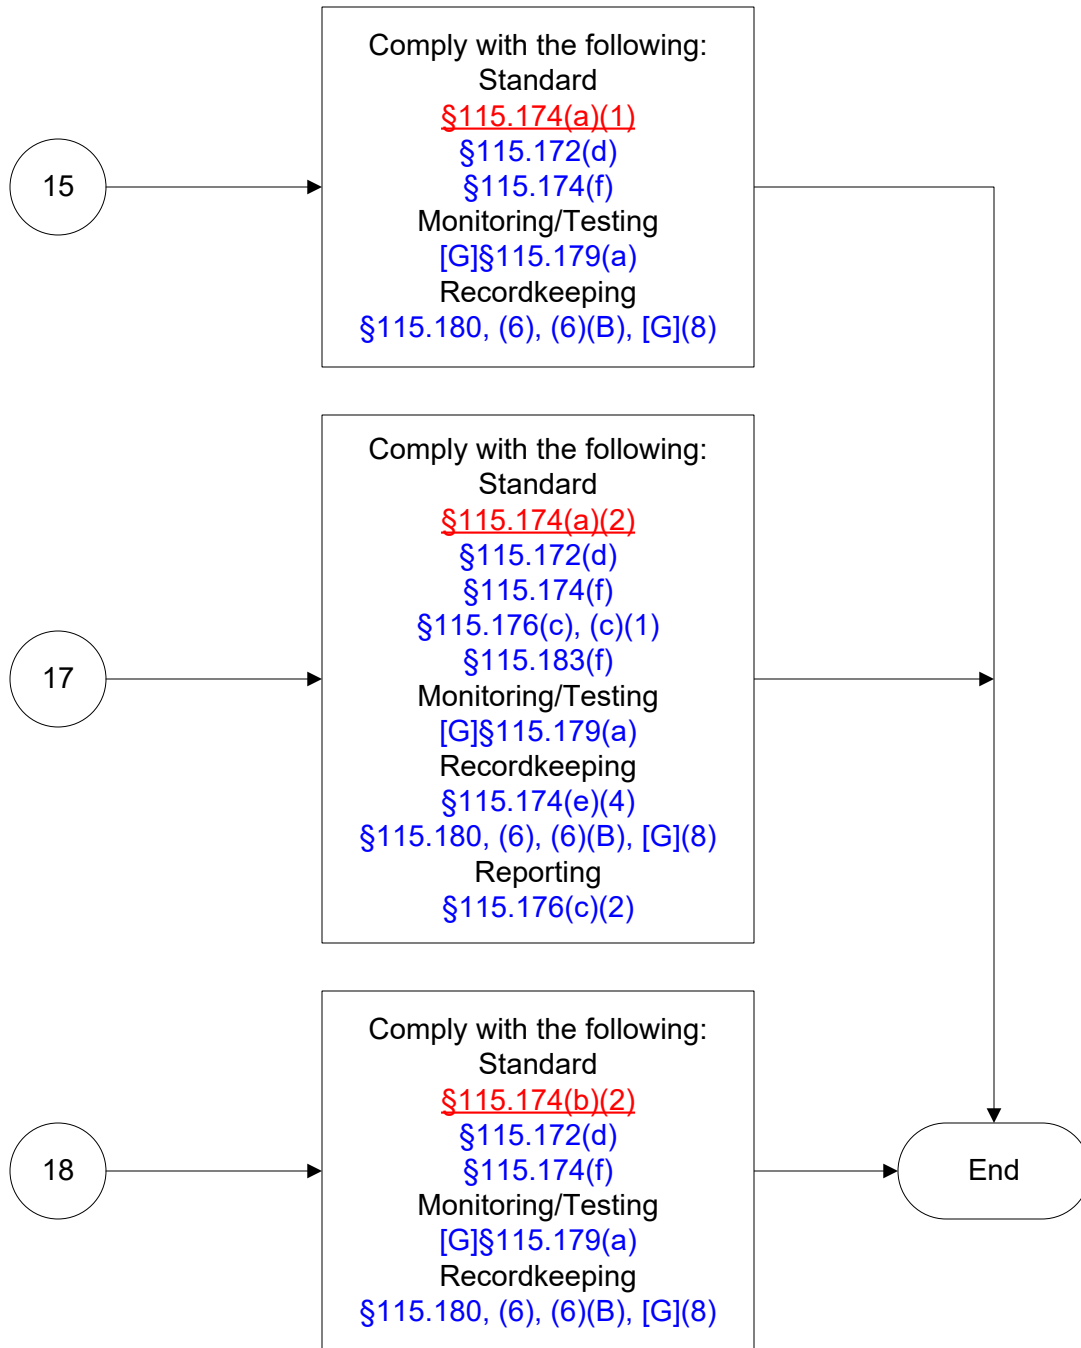 15
Comply with the following:
Standard
§115.174(a)(1)
§115.172(d)
§115.174(f)
Monitoring/Testing
[G]§115.179(a)
Recordkeeping
§115.180, (6), (6)(B), [G](8)
17
Comply with the following:
Standard
§115.174(a)(2)
§115.172(d)
§115.174(f)
§115.176(c), (c)(1)
§115.183(f)
Monitoring/Testing
[G]§115.179(a)
Recordkeeping
§115.174(e)(4)
§115.180, (6), (6)(B), [G](8)
Reporting
§115.176(c)(2)
18
Comply with the following:
Standard
§115.174(b)(2)
§115.172(d)
§115.174(f)
Monitoring/Testing
[G]§115.179(a)
Recordkeeping
§115.180, (6), (6)(B), [G](8)
End